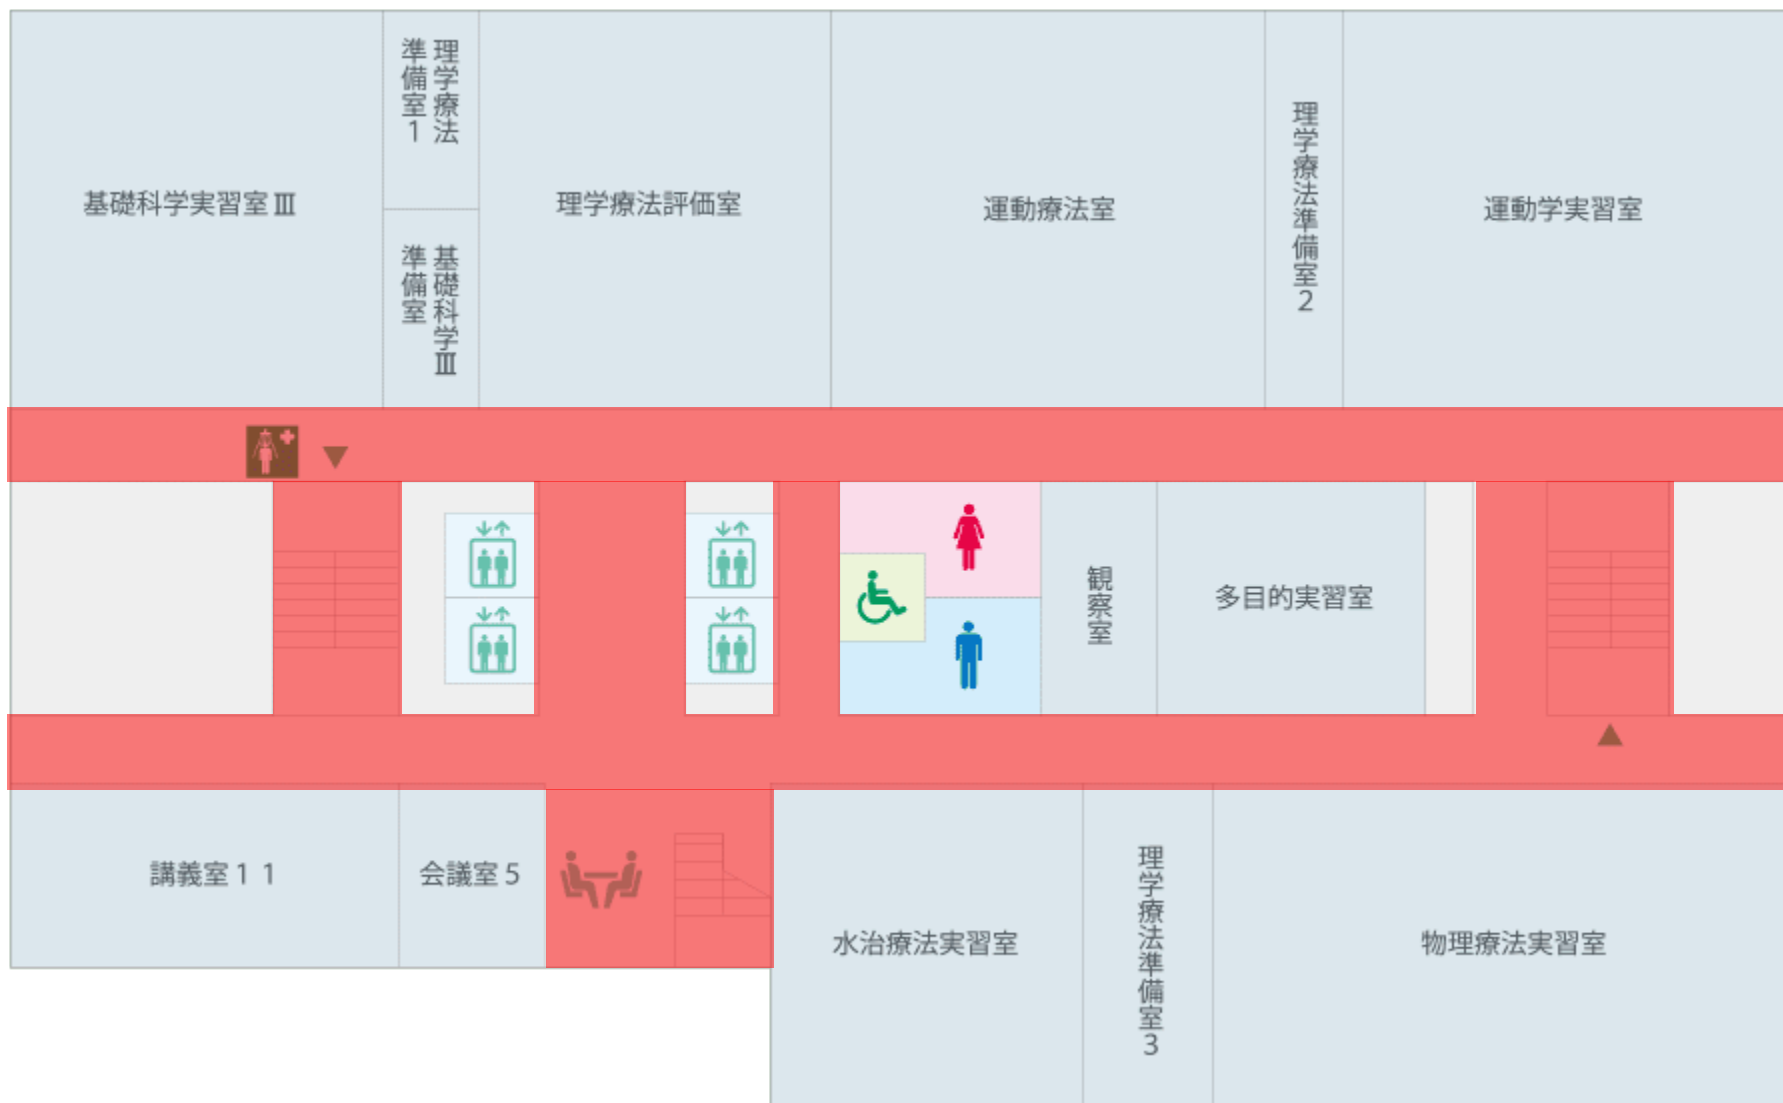 基礎科学実習室Ⅲ
理学療法
準備室1
基礎科学Ⅲ
準備室
理学療法評価室
運動療法室
理学療法準備室2
運動学実習室
観察室
多目的実習室
講義室11
会議室5
水治療法実習室
理学療法準備室3
物理療法実習室